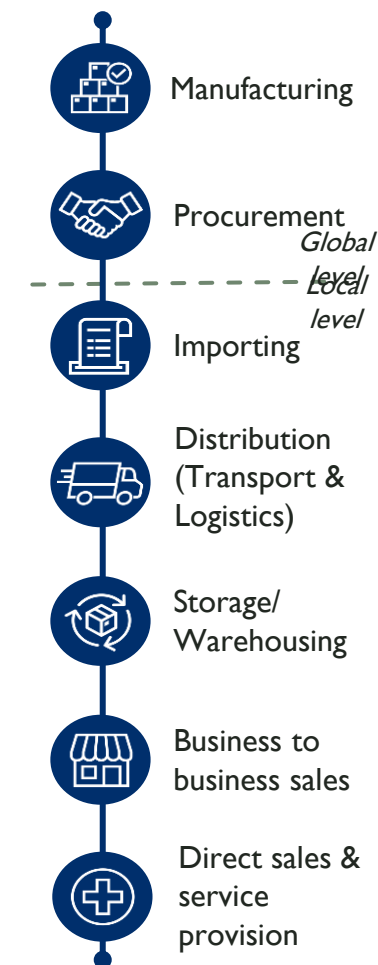 Manufacturing
Procurement
Global
level
Local
level
Importing
Distribution
(Transport &
Logistics)
Storage/
Warehousing
Business to
business sales
Direct sales &
service
provision